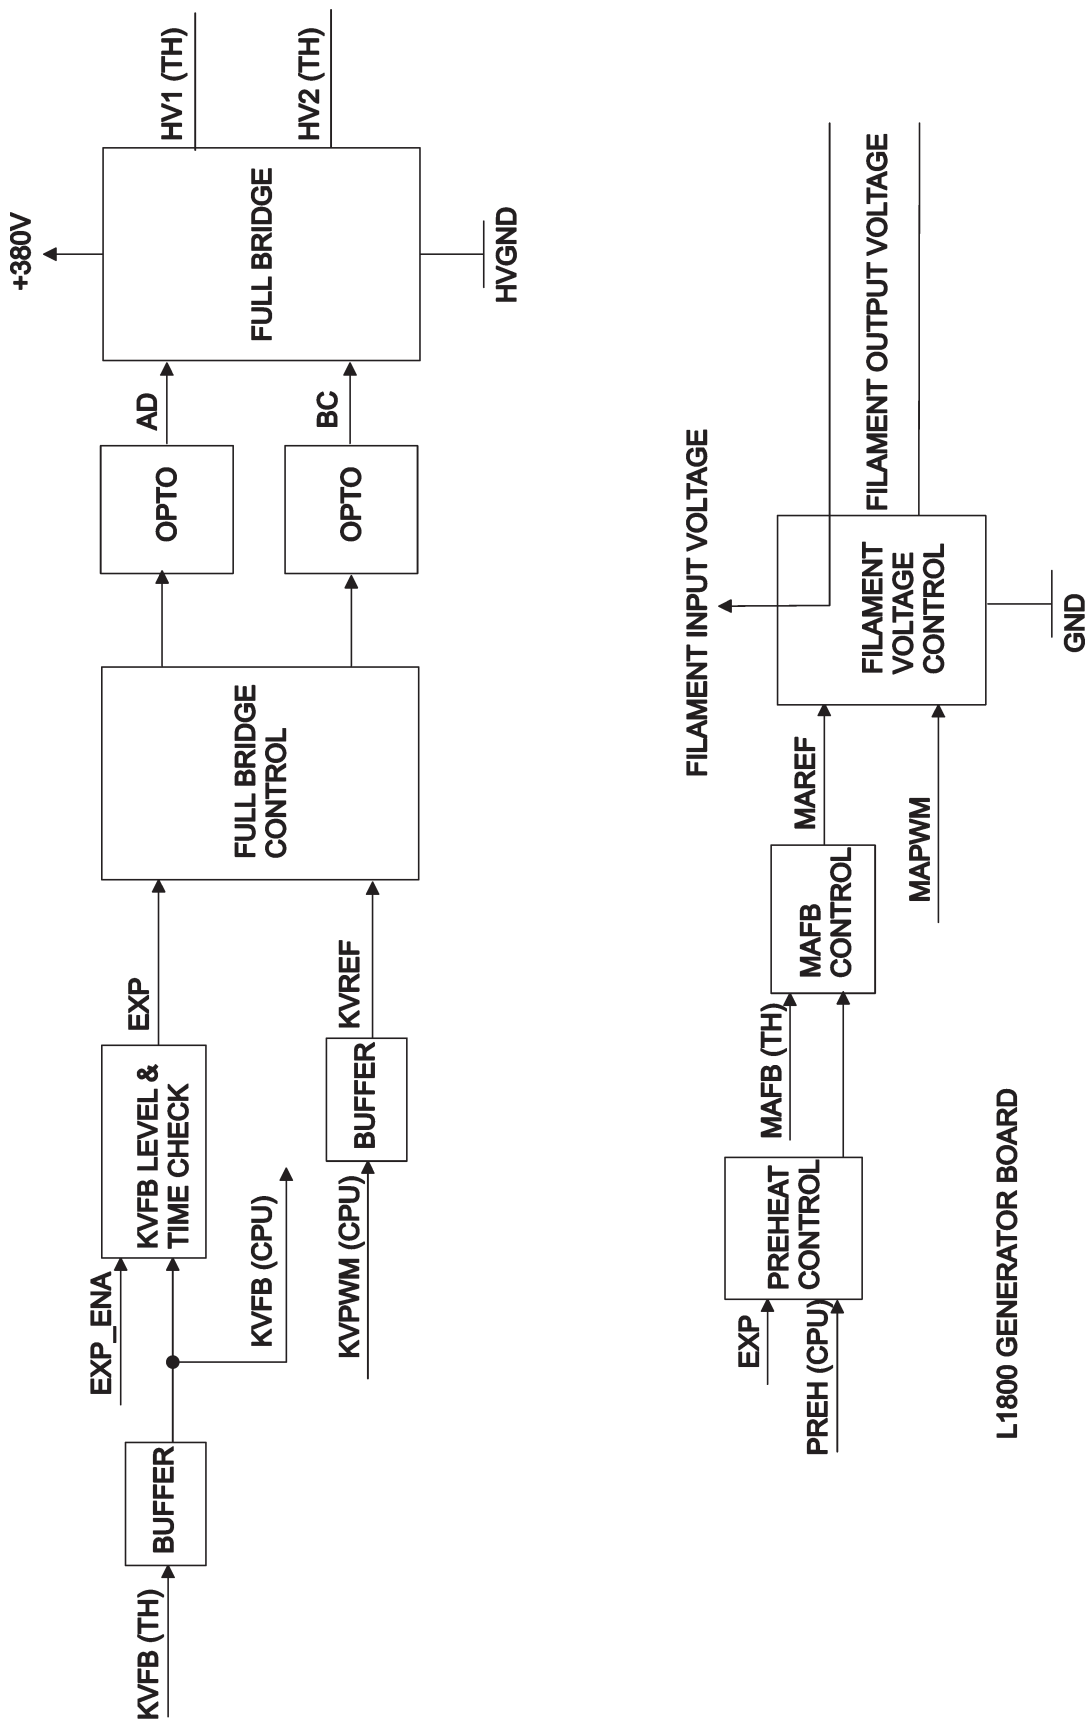 KVFB (TH)
BUFFER
EXP_ENA
KVFB LEVEL &
TIME CHECK
KVFB (CPU)
KVPWM (CPU)
BUFFER
EXP
KVREF
FULL BRIDGE
CONTROL
OPTO
OPTO
AD
BC
+380V
FULL BRIDGE
HVGND
HV1 (TH)
HV2 (TH)
EXP
PREH (CPU)
PREHEAT
CONTROL
MAFB (TH)
MAFB
CONTROL
MAREF
MAPWM
FILAMENT INPUT VOLTAGE
FILAMENT
VOLTAGE
CONTROL
GND
FILAMENT OUTPUT VOLTAGE
L1800 GENERATOR BOARD